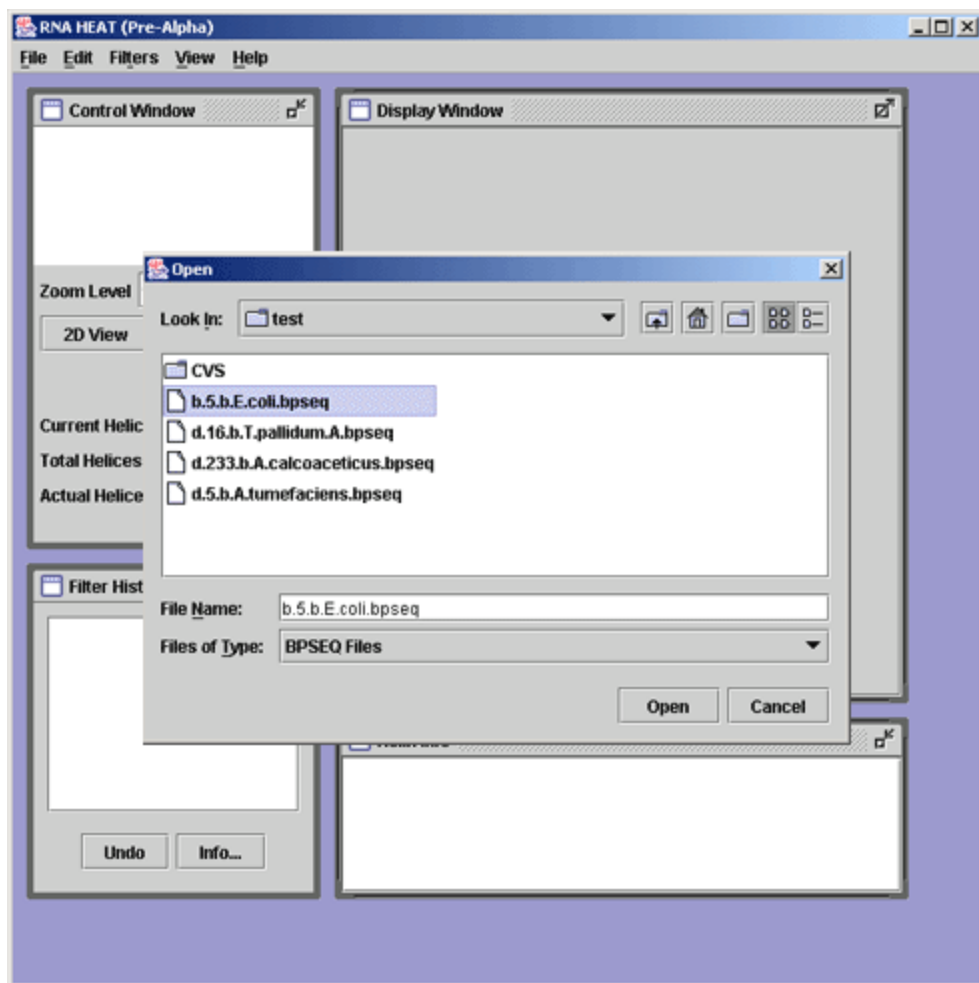 RNA HEAT (Pre-Alpha)
File Edit Filters View Help
Control Window
Display Window
Open
Zoom Level
Look In: test
2D View
CVS
b.5.b.E.coli.bpseq
Current Helic
d.16.b.T.pallidum.A.bpseq
Total Helices
d.233.b.A.calcoaceticus.bpseq
Actual Helice
d.5.b.A.tumefaciens.bpseq
Filter Hist
File Name: b.5.b.E.coli.bpseq
Files of Type: BPSEQ Files
Open Cancel
Undo Info...